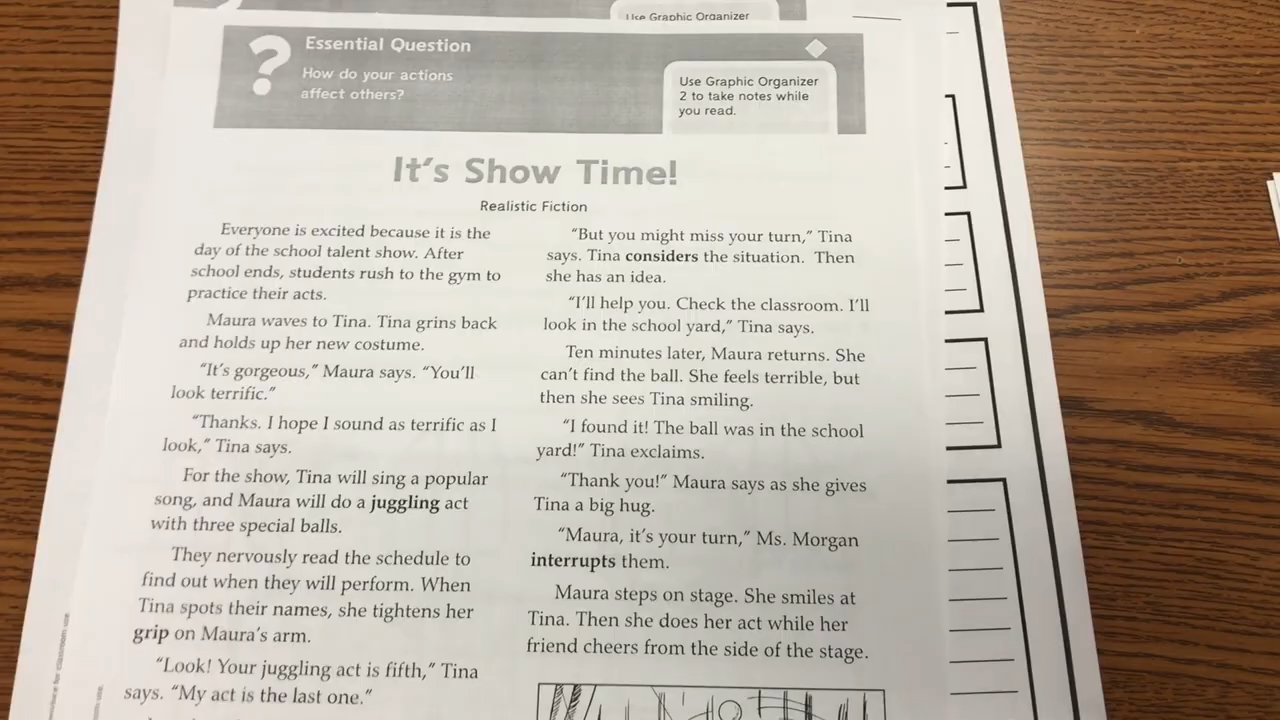 Use Graphic Organizer
Essential Question
How do your actions
affect others?
Use Graphic Organizer
2 to take notes while
you read.
It's Show Time!
Realistic Fiction
Everyone is excited because it is the
day of the school talent show. After
school ends, students rush to the gym to
practice their acts.
Maura waves to Tina. Tina grins back
and holds up her new costume.
“It's gorgeous,” Maura says. “You'll
look terrific.”
“Thanks. I hope I sound as terrific as I
look,” Tina says.
For the show, Tina will sing a popular
song, and Maura will do a juggling act
with three special balls.
They nervously read the schedule to
find out when they will perform. When
Tina spots their names, she tightens her
grip on Maura's arm.
“Look! Your juggling act is fifth,” Tina
says. “My act is the last one.”
“But you might miss your turn,” Tina
says. Tina considers the situation. Then
she has an idea.
“I'll help you. Check the classroom. I'll
look in the school yard,” Tina says.
Ten minutes later, Maura returns. She
can't find the ball. She feels terrible, but
then she sees Tina smiling.
“I found it! The ball was in the school
yard!” Tina exclaims.
“Thank you!” Maura says as she gives
Tina a big hug.
“Maura, it's your turn,” Ms. Morgan
interrupts them.
Maura steps on stage. She smiles at
Tina. Then she does her act while her
friend cheers from the side of the stage.
for classroom use.